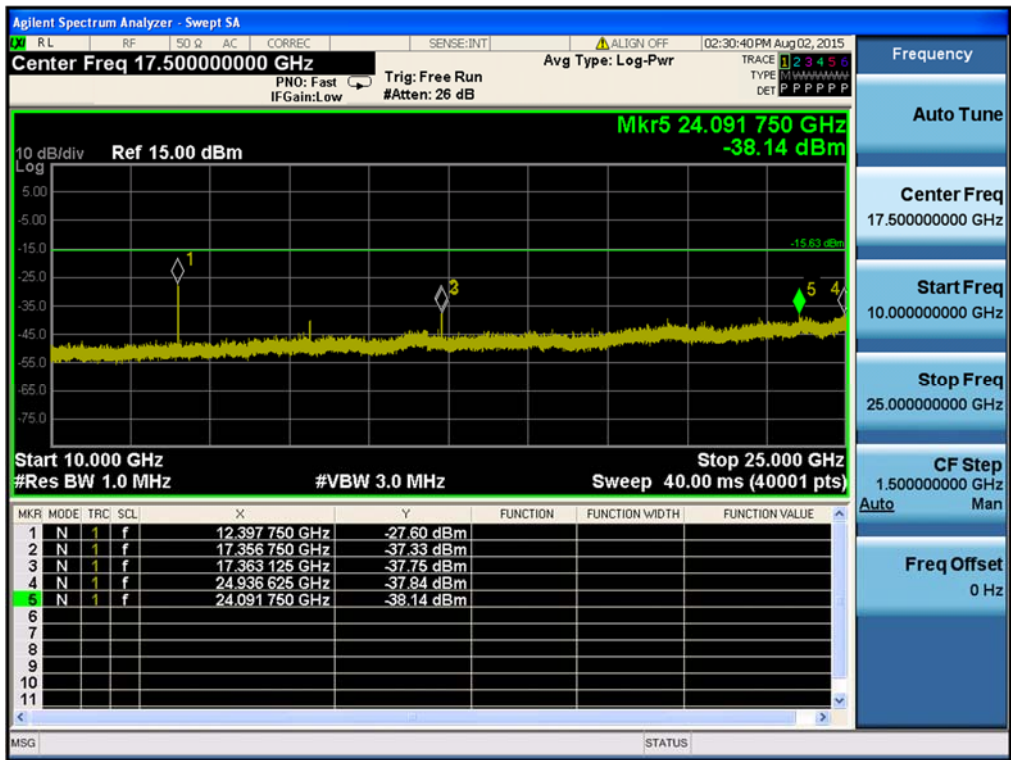 Agilent Spectrum Analyzer - Swept SA
LXI RL RF 50 Ω AC CORREC SENSE:INT ALIGN OFF 02:30:40 PM Aug 02, 2015
Center Freq 17.500000000 GHz
PNO: Fast
IFGain:Low
Trig: Free Run
#Atten: 26 dB
Avg Type: Log-Pwr
TRACE 1 2 3 4 5 6
TYPE M
DET P P P P P P
Mkr5 24.091 750 GHz
-38.14 dBm
10 dB/div Ref 15.00 dBm
Log
5.00
-5.00
-15.0
-15.63 dBm
-25.0
-35.0
-45.0
-55.0
-65.0
-75.0
1
3
5
4
Start 10.000 GHz Stop 25.000 GHz
#Res BW 1.0 MHz #VBW 3.0 MHz Sweep 40.00 ms (40001 pts)
MKR MODE TRC SCL X Y FUNCTION FUNCTION WIDTH FUNCTION VALUE
1 N 1 f 12.397 750 GHz -27.60 dBm
2 N 1 f 17.356 750 GHz -37.33 dBm
3 N 1 f 17.363 125 GHz -37.75 dBm
4 N 1 f 24.936 625 GHz -37.84 dBm
5 N 1 f 24.091 750 GHz -38.14 dBm
6
7
8
9
10
11
MSG STATUS
Frequency
Auto Tune
Center Freq
17.500000000 GHz
Start Freq
10.000000000 GHz
Stop Freq
25.000000000 GHz
CF Step
1.500000000 GHz
Auto Man
Freq Offset
0 Hz